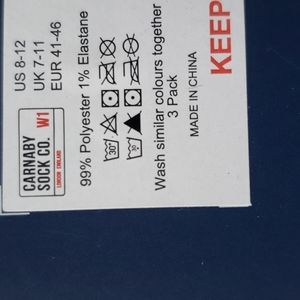 US 8-12
UK 7-11
EUR 41-46
CARNABY
SOCK CO.
LONDON ENGLAND
W1
99% Polyester 1% Elastane
30°
Wash similar colours together
3 Pack
MADE IN CHINA
KEEP